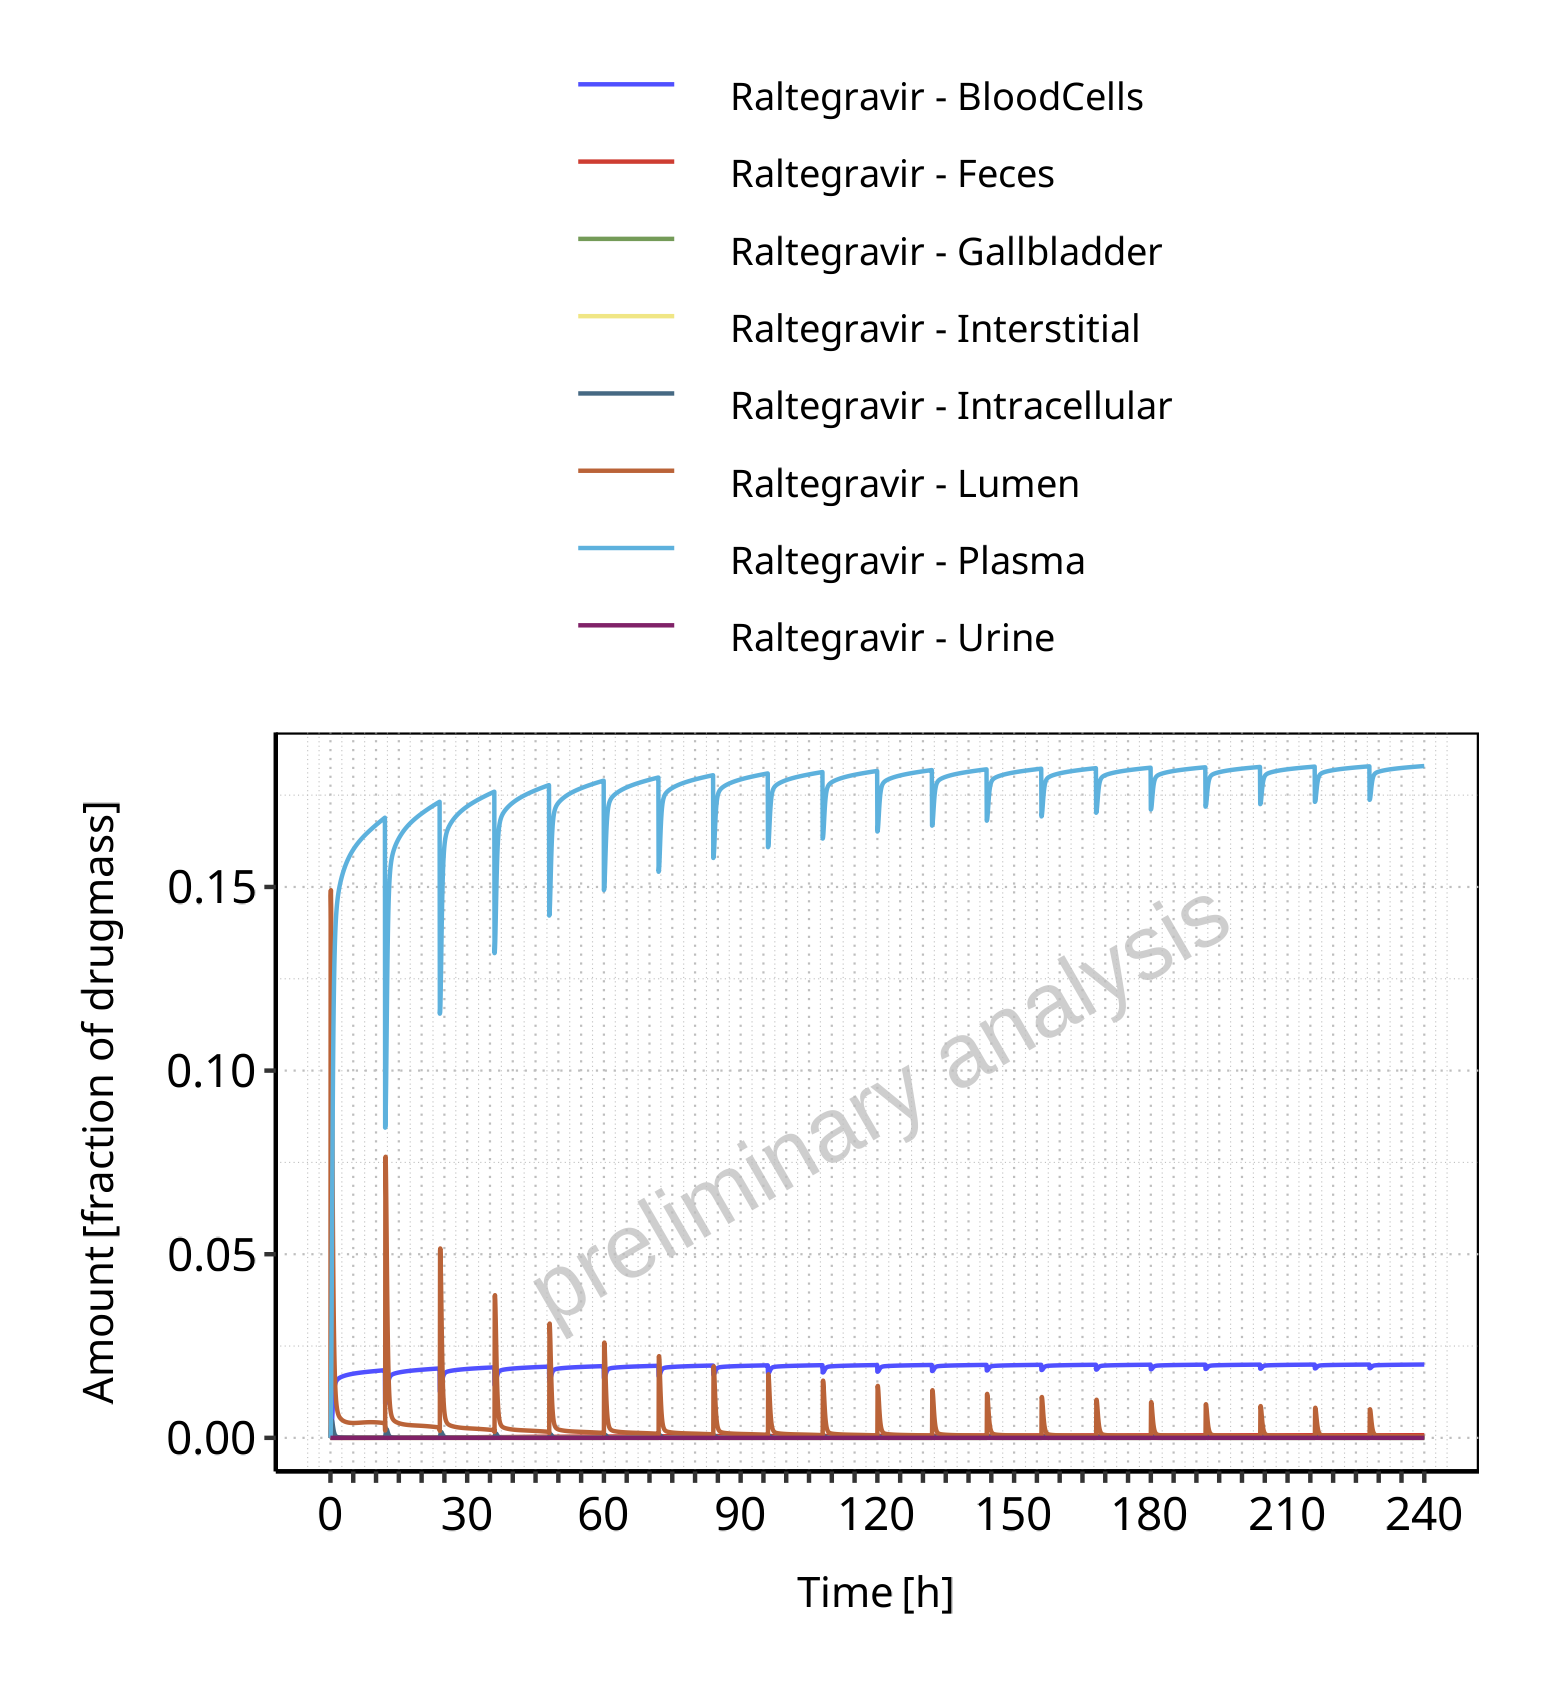 Raltegravir - BloodCells
Raltegravir - Feces
Raltegravir - Gallbladder
Raltegravir - Interstitial
Raltegravir - Intracellular
Raltegravir - Lumen
Raltegravir - Plasma
Raltegravir - Urine
Amount [fraction of drugmass]
0.15
0.10
0.05
0.00
preliminary analysis
0 30 60 90 120 150 180 210 240
Time [h]